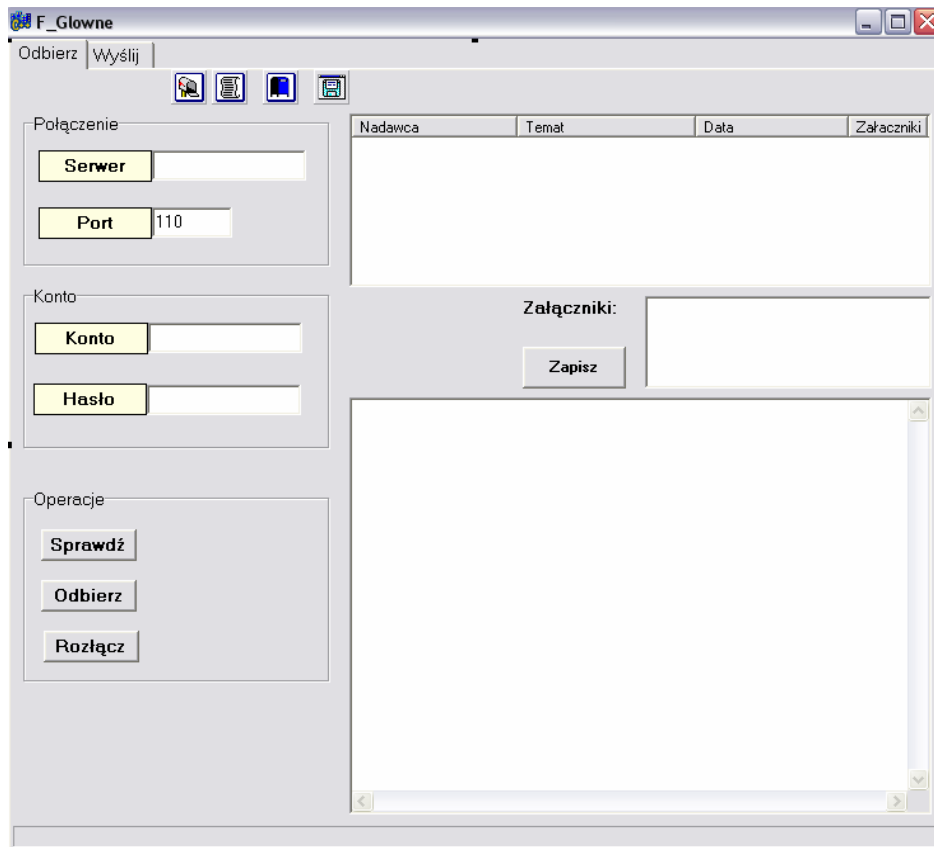 F_Glowne
Odbierz Wyślij
Połączenie
Serwer
Port 110
Nadawca Temat Data Załaczniki
Konto
Konto
Hasło
Załączniki:
Zapisz
Operacje
Sprawdź
Odbierz
Rozłącz